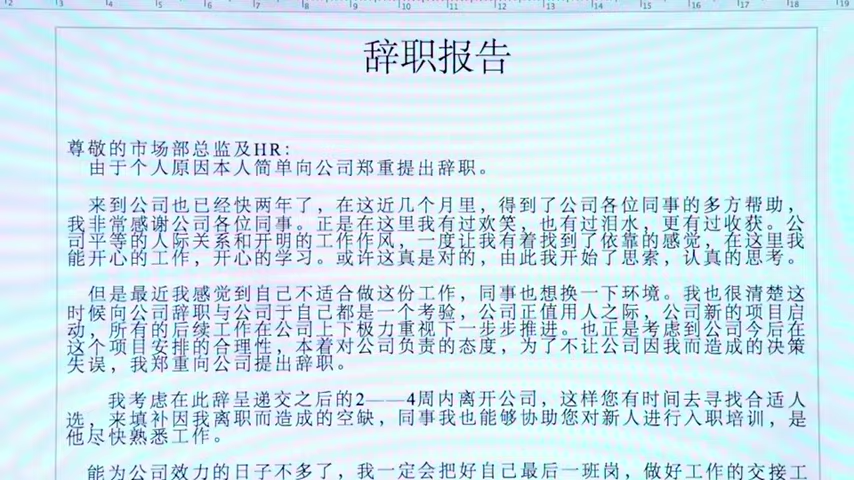 辞职报告
尊敬的市场部总监及HR:
由于个人原因本人简单向公司郑重提出辞职。
来到公司也已经快两年了，在这近几个月里，得到了公司各位同事的多方帮助，
我非常感谢公司各位同事。正是在这里我有过欢笑，也有过泪水，更有过收获。公
司平等的人际关系和开明的工作作风，一度让我有着找到了依靠的感觉，在这里我
能开心的工作，开心的学习。或许这真是对的，由此我开始了思索，认真的思考。
但是最近我感觉到自己不适合做这份工作，同事也想换一下环境。我也很清楚这
时候向公司辞职与公司于自己都是一个考验，公司正值用人之际，公司新的项目启
动，所有的后续工作在公司上下极力重视下一步步推进。也正是考虑到公司今后在
这个项目安排的合理性，本着对公司负责的态度，为了不让公司因我而造成的决策
失误，我郑重向公司提出辞职。
我考虑在此辞呈递交之后的2——4周内离开公司，这样您有时间去寻找合适人
选，来填补因我离职而造成的空缺，同事我也能够协助您对新人进行入职培训，是
他尽快熟悉工作。
能为公司效力的日子不多了，我一定会把好自己最后一班岗，做好工作的交接工